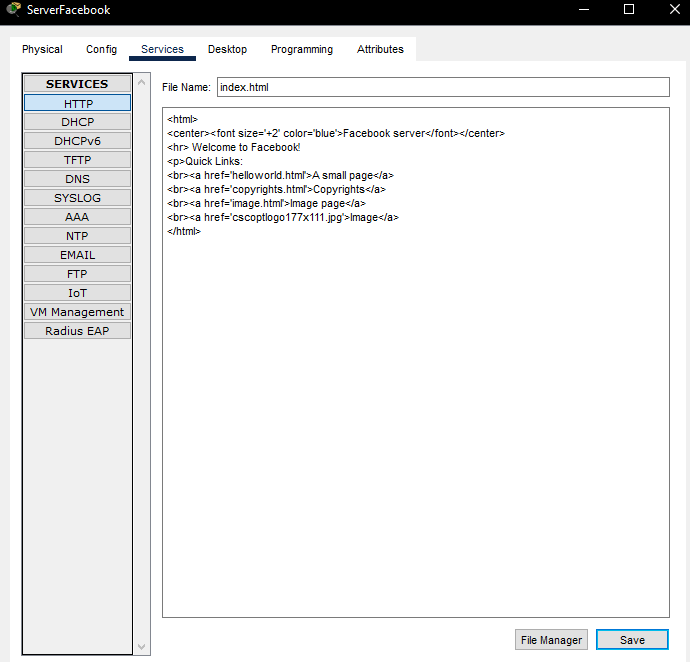 ServerFacebook
Physical Config Services Desktop Programming Attributes
SERVICES
HTTP
DHCP
DHCPv6
TFTP
DNS
SYSLOG
AAA
NTP
EMAIL
FTP
IoT
VM Management
Radius EAP
File Name: index.html
<html>
<center><font size='+2' color='blue'>Facebook server</font></center>
<hr> Welcome to Facebook!
<p>Quick Links:
<br><a href='helloworld.html'>A small page</a>
<br><a href='copyrights.html'>Copyrights</a>
<br><a href='image.html'>Image page</a>
<br><a href='cscoptlogo177x111.jpg'>Image</a>
</html>
File Manager Save